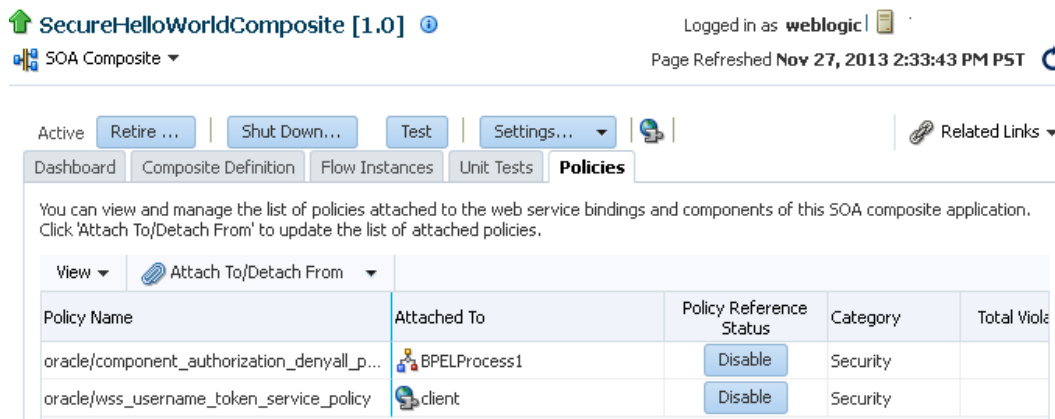 SecureHelloWorldComposite [1.0]
Logged in as weblogic
SOA Composite
Page Refreshed Nov 27, 2013 2:33:43 PM PST
Active Retire ... Shut Down... Test Settings... Related Links
Dashboard Composite Definition Flow Instances Unit Tests Policies
You can view and manage the list of policies attached to the web service bindings and components of this SOA composite application.
Click 'Attach To/Detach From' to update the list of attached policies.
View Attach To/Detach From
Policy Name Attached To Policy Reference Status Category Total Viola
oracle/component_authorization_denyall_p... BPELProcess1 Disable Security
oracle/wss_username_token_service_policy client Disable Security